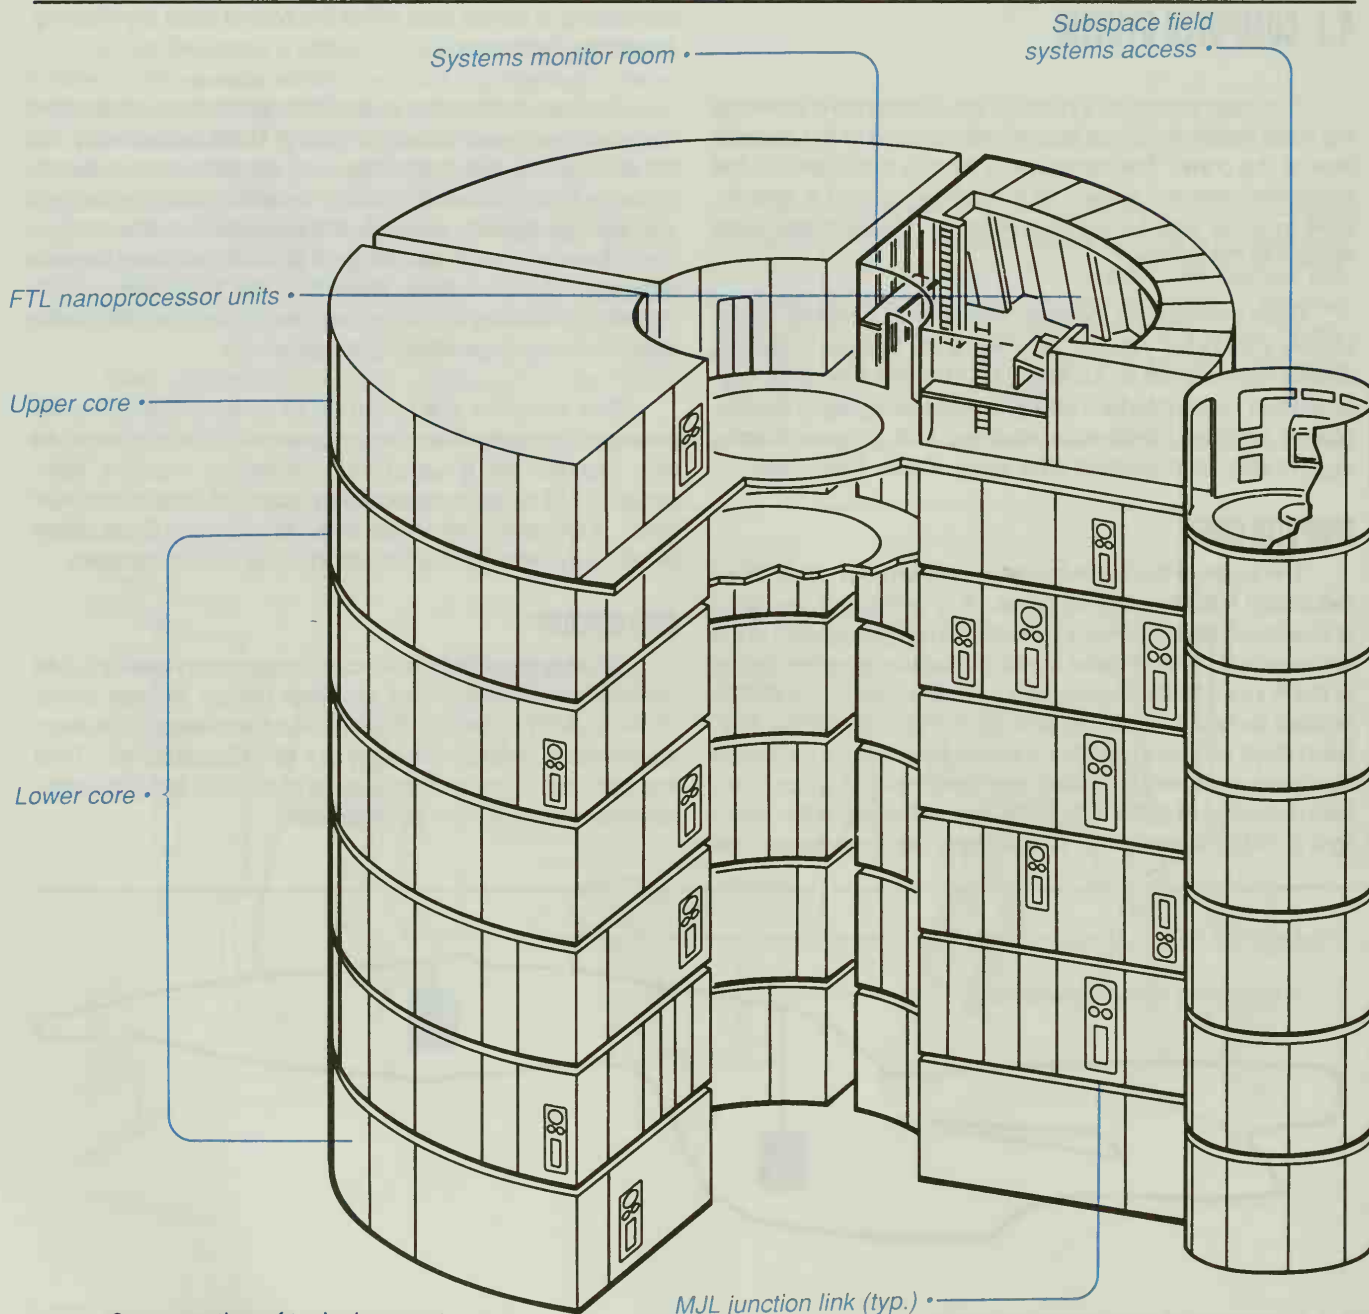 Subspace field
systems access
Systems monitor room
FTL nanoprocessor units
Upper core
Lower core
MJL junction link (typ.)